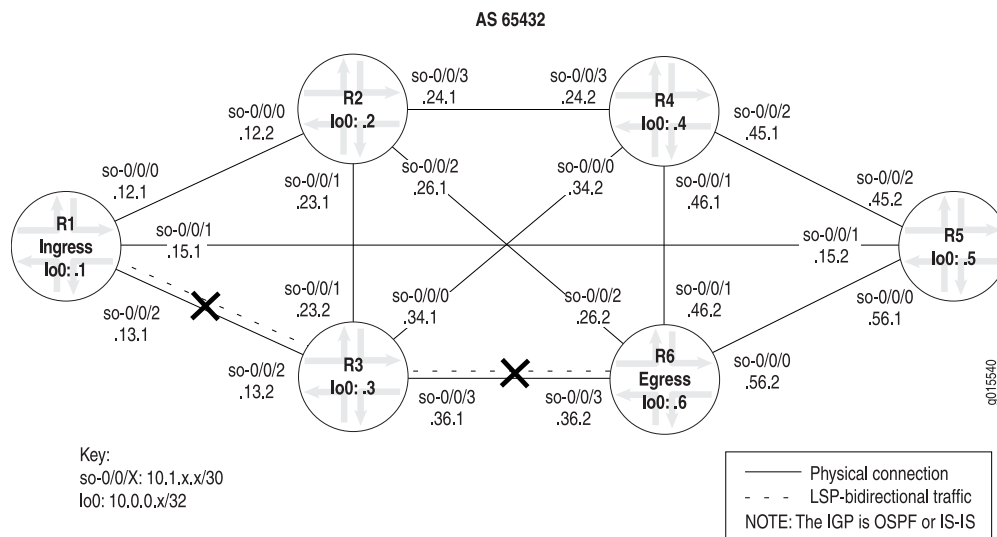 AS 65432
so-0/0/3
.24.1
so-0/0/3
.24.2
R2
lo0: .2
R4
lo0: .4
so-0/0/0
.12.2
so-0/0/2
.45.1
so-0/0/0
.12.1
so-0/0/1
.23.1
so-0/0/2
.26.1
so-0/0/0
.34.2
so-0/0/1
.46.1
so-0/0/2
.45.2
R1
Ingress
lo0: .1
so-0/0/1
.15.1
so-0/0/1
.15.2
R5
lo0: .5
so-0/0/2
.13.1
so-0/0/1
.23.2
so-0/0/0
.34.1
so-0/0/2
.26.2
so-0/0/1
.46.2
so-0/0/0
.56.1
so-0/0/2
.13.2
R3
lo0: .3
R6
Egress
lo0: .6
so-0/0/0
.56.2
so-0/0/3
.36.1
so-0/0/3
.36.2
g015540
Key:
so-0/0/X: 10.1.x.x/30
lo0: 10.0.0.x/32
Physical connection
LSP-bidirectional traffic
NOTE: The IGP is OSPF or IS-IS